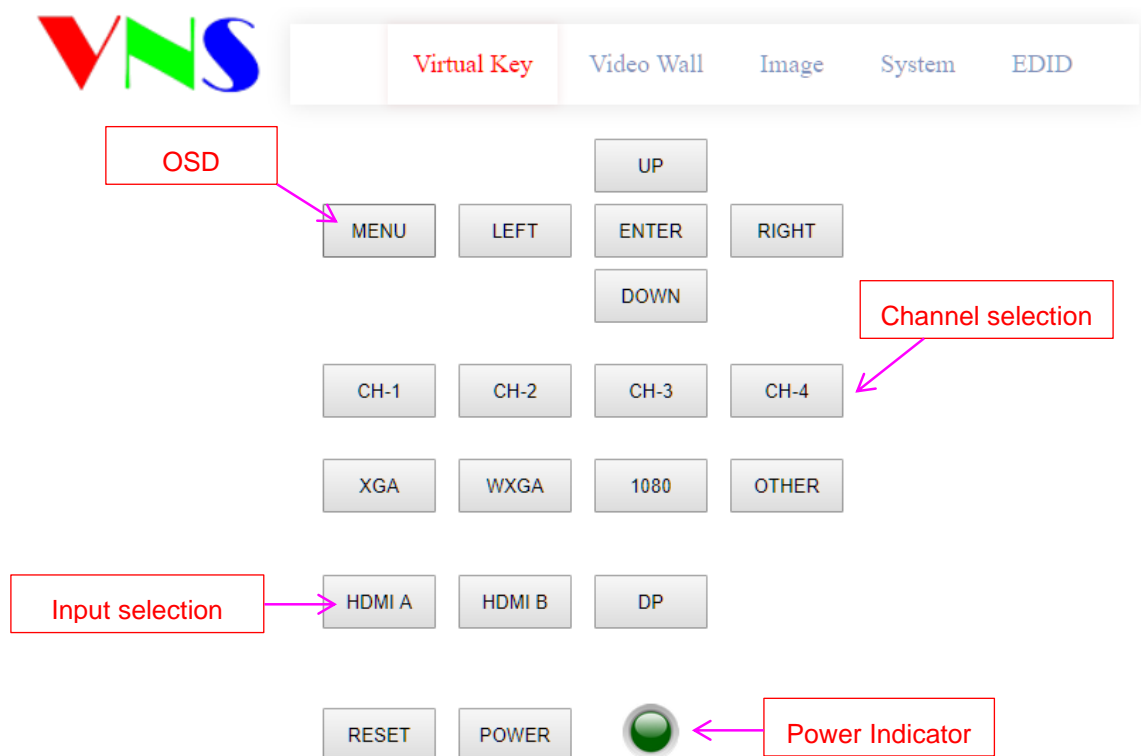 VNS
Virtual Key Video Wall Image System EDID
OSD
UP
MENU LEFT ENTER RIGHT
DOWN
Channel selection
CH-1 CH-2 CH-3 CH-4
XGA WXGA 1080 OTHER
Input selection
HDMI A HDMI B DP
RESET POWER
Power Indicator